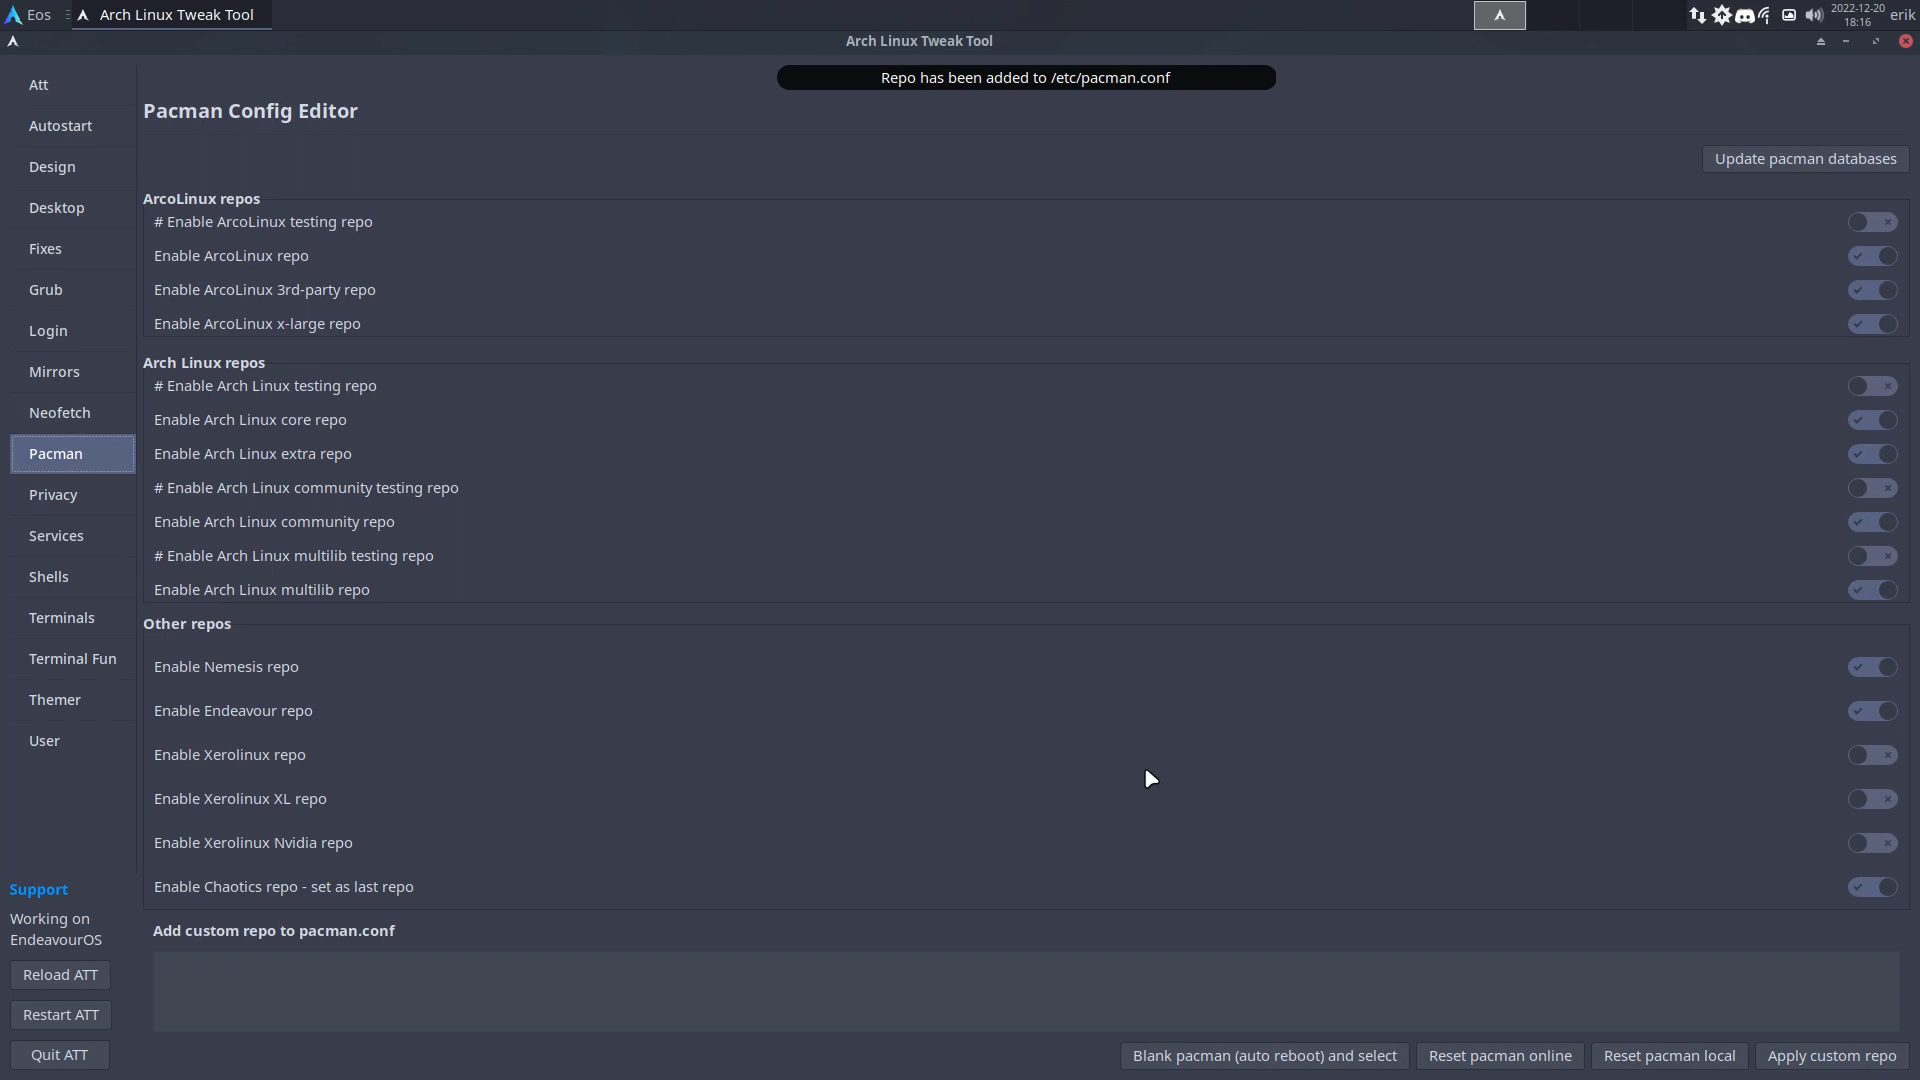 Eos
Arch Linux Tweak Tool
2022-12-20
18:16
erik
Arch Linux Tweak Tool
Repo has been added to /etc/pacman.conf
Att
Autostart
Design
Desktop
Fixes
Grub
Login
Mirrors
Neofetch
Pacman
Privacy
Services
Shells
Terminals
Terminal Fun
Themer
User
Support
Working on
EndeavourOS
Reload ATT
Restart ATT
Quit ATT
Pacman Config Editor
Update pacman databases
ArcoLinux repos
# Enable ArcoLinux testing repo
Enable ArcoLinux repo
Enable ArcoLinux 3rd-party repo
Enable ArcoLinux x-large repo
Arch Linux repos
# Enable Arch Linux testing repo
Enable Arch Linux core repo
Enable Arch Linux extra repo
# Enable Arch Linux community testing repo
Enable Arch Linux community repo
# Enable Arch Linux multilib testing repo
Enable Arch Linux multilib repo
Other repos
Enable Nemesis repo
Enable Endeavour repo
Enable Xerolinux repo
Enable Xerolinux XL repo
Enable Xerolinux Nvidia repo
Enable Chaotics repo - set as last repo
Add custom repo to pacman.conf
Blank pacman (auto reboot) and select
Reset pacman online
Reset pacman local
Apply custom repo